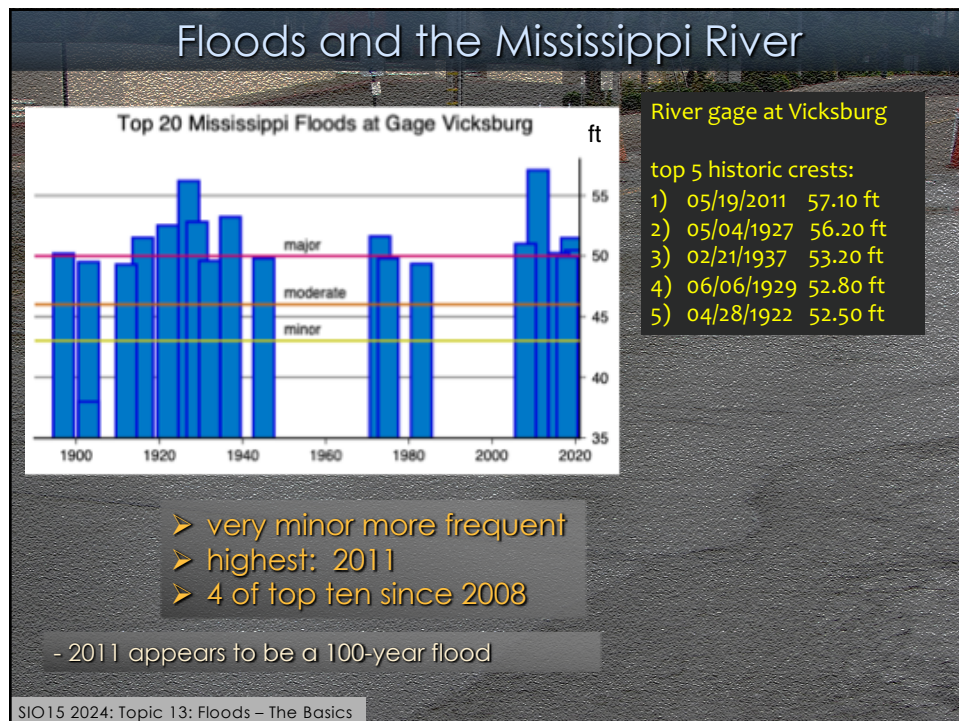 Floods and the Mississippi River
Top 20 Mississippi Floods at Gage Vicksburg
ft
major
moderate
minor
55
50
45
40
35
1900 1920 1940 1960 1980 2000 2020
River gage at Vicksburg
top 5 historic crests:
1) 05/19/2011 57.10 ft
2) 05/04/1927 56.20 ft
3) 02/21/1937 53.20 ft
4) 06/06/1929 52.80 ft
5) 04/28/1922 52.50 ft
➢ very minor more frequent
➢ highest: 2011
➢ 4 of top ten since 2008
- 2011 appears to be a 100-year flood
SIO15 2024: Topic 13: Floods – The Basics